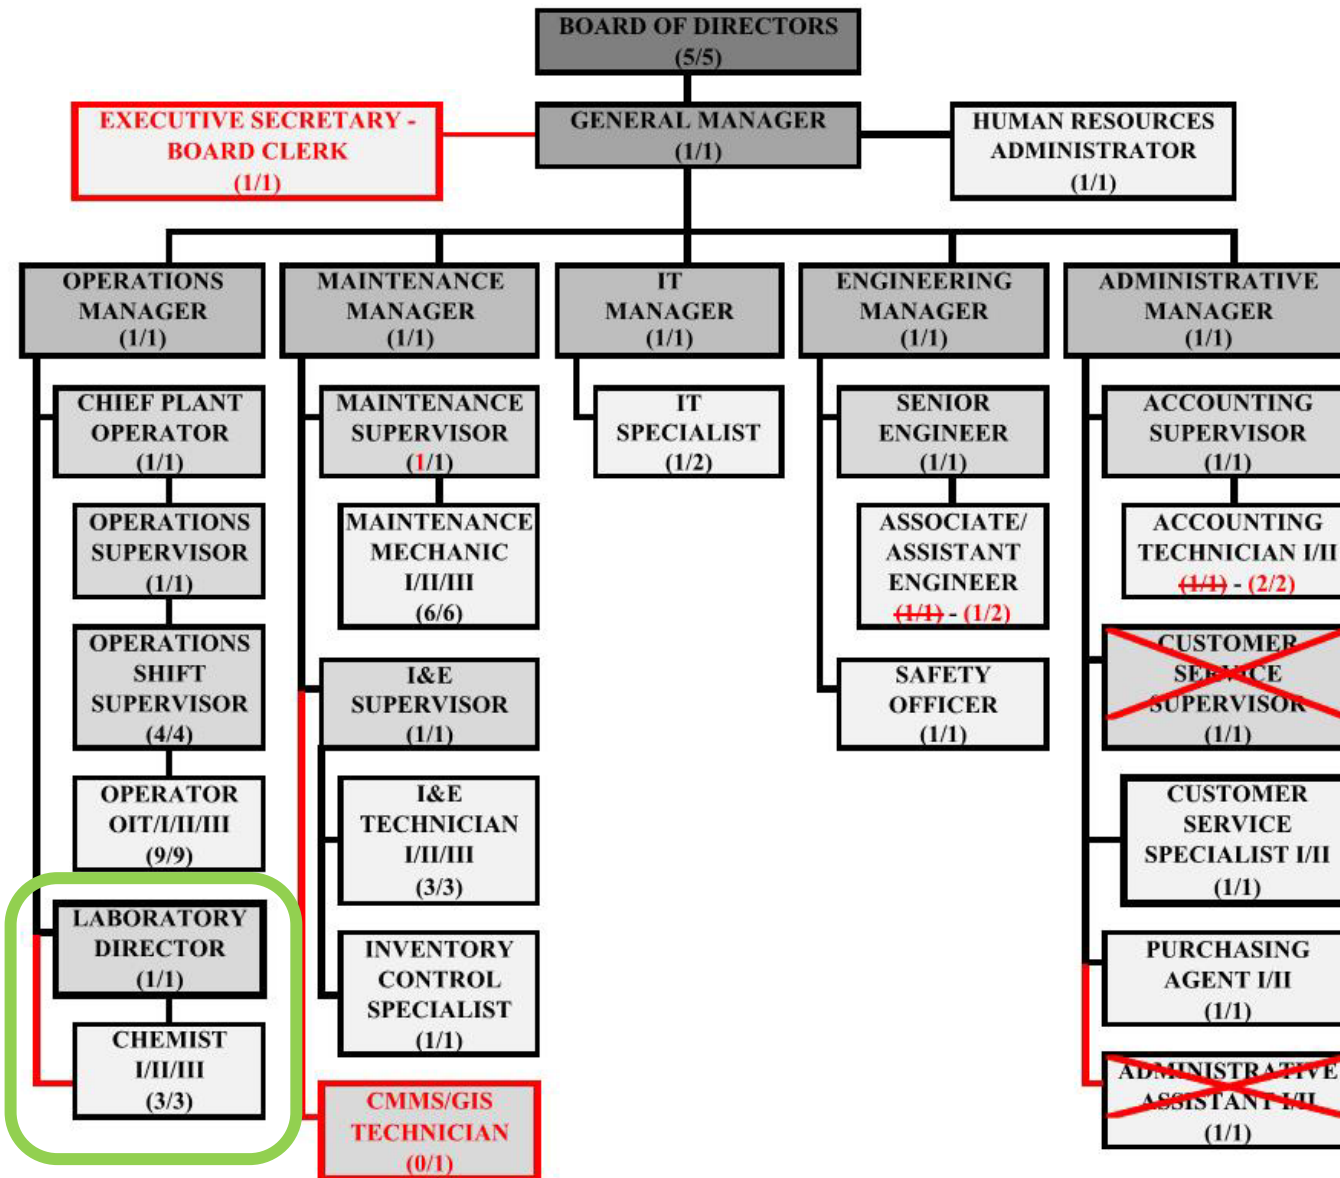 BOARD OF DIRECTORS
(5/5)
EXECUTIVE SECRETARY -
BOARD CLERK
(1/1)
GENERAL MANAGER
(1/1)
HUMAN RESOURCES
ADMINISTRATOR
(1/1)
OPERATIONS
MANAGER
(1/1)
CHIEF PLANT
OPERATOR
(1/1)
OPERATIONS
SUPERVISOR
(1/1)
OPERATIONS
SHIFT
SUPERVISOR
(4/4)
OPERATOR
OIT/I/II/III
(9/9)
LABORATORY
DIRECTOR
(1/1)
CHEMIST
I/II/III
(3/3)
MAINTENANCE
MANAGER
(1/1)
MAINTENANCE
SUPERVISOR
(1/1)
MAINTENANCE
MECHANIC
I/II/III
(6/6)
I&E
SUPERVISOR
(1/1)
I&E
TECHNICIAN
I/II/III
(3/3)
INVENTORY
CONTROL
SPECIALIST
(1/1)
CMMS/GIS
TECHNICIAN
(0/1)
IT
MANAGER
(1/1)
IT
SPECIALIST
(1/2)
ENGINEERING
MANAGER
(1/1)
SENIOR
ENGINEER
(1/1)
ASSOCIATE/
ASSISTANT
ENGINEER
(1/1) - (1/2)
SAFETY
OFFICER
(1/1)
ADMINISTRATIVE
MANAGER
(1/1)
ACCOUNTING
SUPERVISOR
(1/1)
ACCOUNTING
TECHNICIAN I/II
(1/1) - (2/2)
CUSTOMER
SERVICE
SUPERVISOR
(1/1)
CUSTOMER
SERVICE
SPECIALIST I/II
(1/1)
PURCHASING
AGENT I/II
(1/1)
ADMINISTRATIVE
ASSISTANT I/II
(1/1)